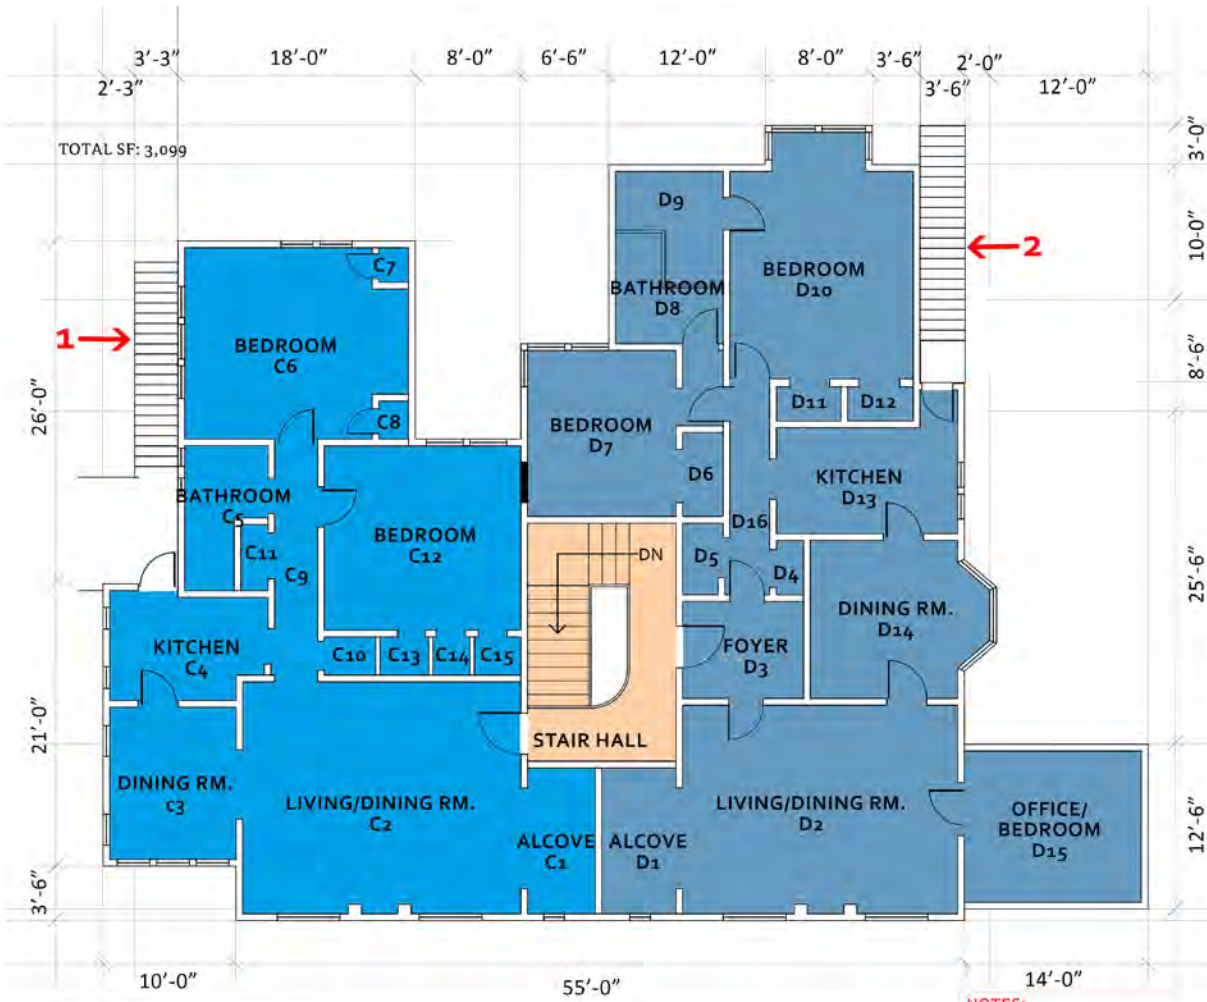 3'-3"
18'-0"
8'-0"
6'-6"
12'-0"
8'-0"
3'-6"
2'-0"
2'-3"
3'-6"
12'-0"
TOTAL SF: 3,099
3'-0"
10'-0"
8'-6"
25'-6"
12'-6"
26'-0"
21'-0"
3'-6"
1
2
D9
BEDROOM
D10
BATHROOM
D8
C7
BEDROOM
C6
C8
D11
D12
BEDROOM
D7
D6
KITCHEN
D13
BATHROOM
C5
D16
BEDROOM
C12
C11
C9
DN
D5
D4
DINING RM.
D14
KITCHEN
C4
C10
C13
C14
C15
FOYER
D3
STAIR HALL
DINING RM.
C3
LIVING/DINING RM.
C2
ALCOVE
C1
ALCOVE
D1
LIVING/DINING RM.
D2
OFFICE/
BEDROOM
D15
10'-0"
55'-0"
14'-0"
NOTES: